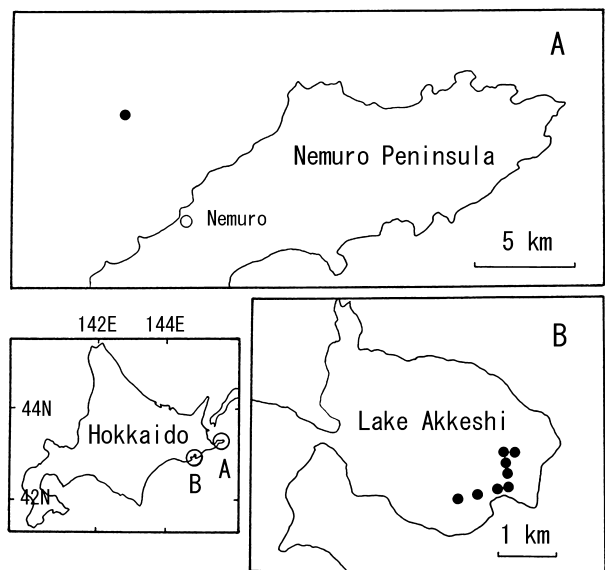 A
Nemuro Peninsula
Nemuro
5 km
142E 144E
44N
Hokkaido
B
A
42N
B
Lake Akkeshi
1 km